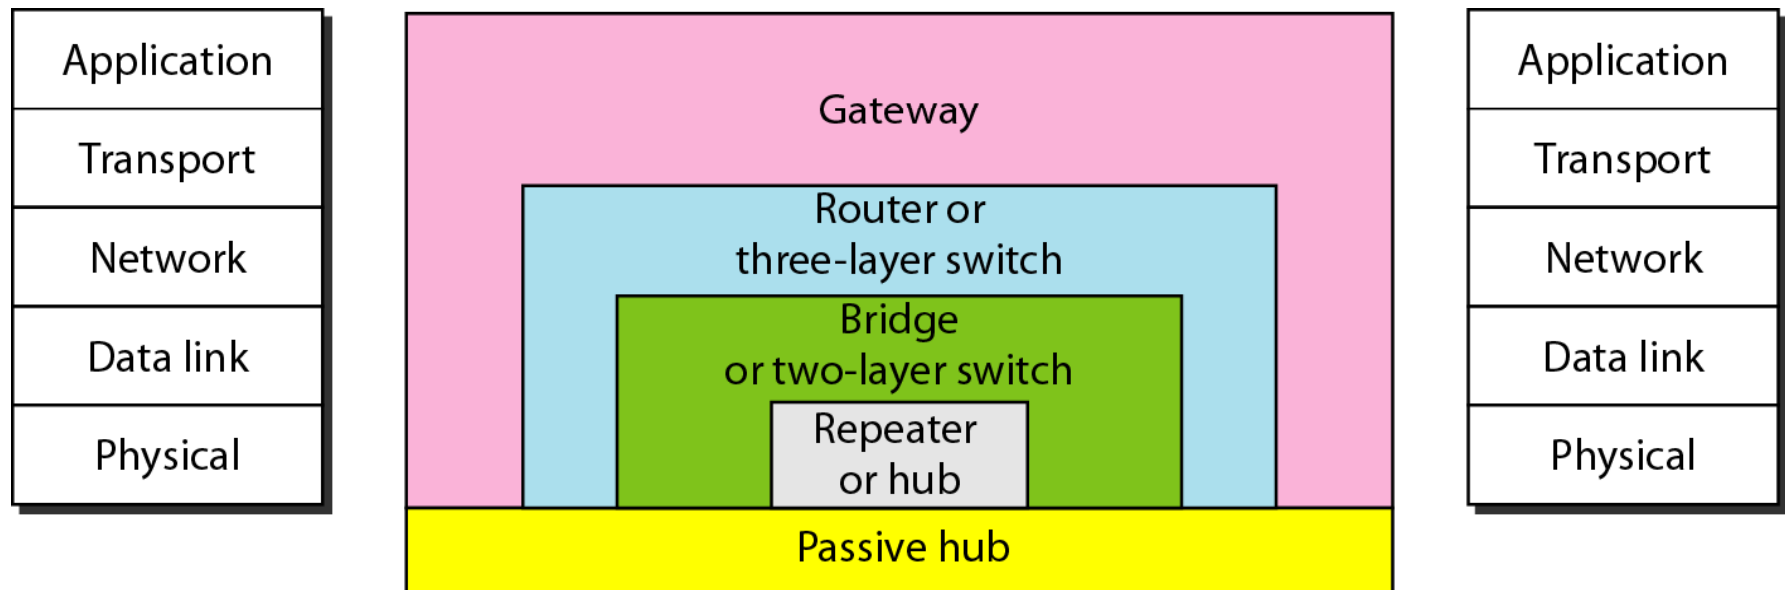 Application
Transport
Network
Data link
Physical
Gateway
Router or
three-layer switch
Bridge
or two-layer switch
Repeater
or hub
Passive hub
Application
Transport
Network
Data link
Physical